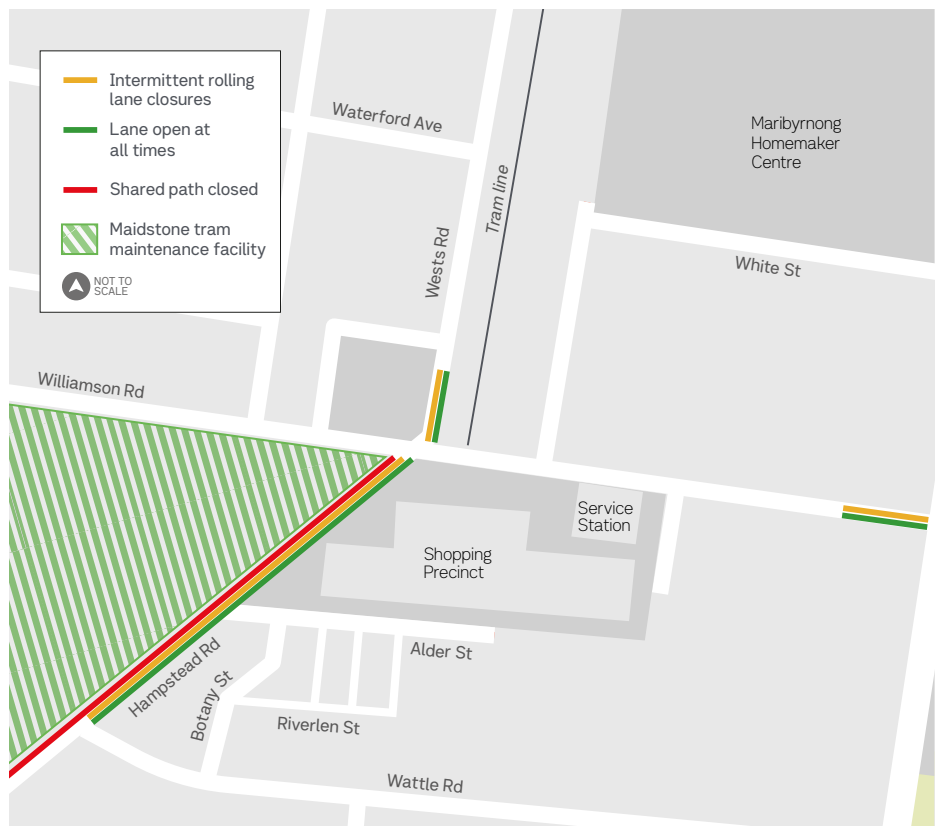 Intermittent rolling
lane closures
Lane open at
all times
Shared path closed
Maidstone tram
maintenance facility
NOT TO
SCALE
Waterford Ave
Tram line
Wests Rd
Maribyrnong
Homemaker
Centre
White St
Williamson Rd
Service
Station
Shopping
Precinct
Hampstead Rd
Alder St
Botany St
Riverlen St
Wattle Rd